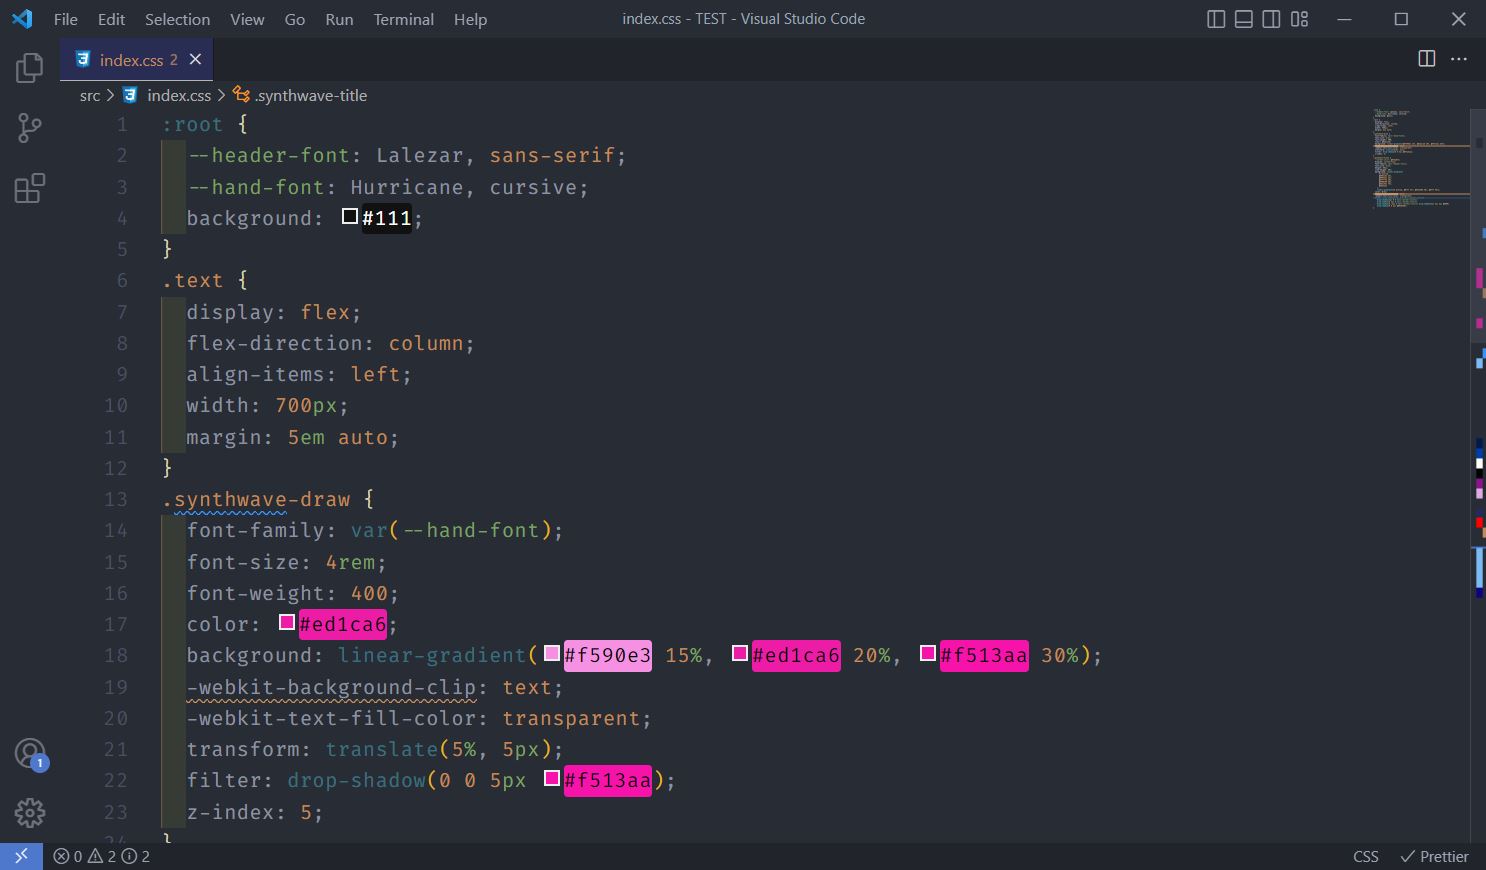 File Edit Selection View Go Run Terminal Help index.css - TEST - Visual Studio Code
index.css 2
src > index.css > .synthwave-title
1 :root {
2 --header-font: Lalezar, sans-serif;
3 --hand-font: Hurricane, cursive;
4 background: #111;
5 }
6 .text {
7 display: flex;
8 flex-direction: column;
9 align-items: left;
10 width: 700px;
11 margin: 5em auto;
12 }
13 .synthwave-draw {
14 font-family: var(--hand-font);
15 font-size: 4rem;
16 font-weight: 400;
17 color: #ed1ca6;
18 background: linear-gradient(#f590e3 15%, #ed1ca6 20%, #f513aa 30%);
19 -webkit-background-clip: text;
20 -webkit-text-fill-color: transparent;
21 transform: translate(5%, 5px);
22 filter: drop-shadow(0 0 5px #f513aa);
23 z-index: 5;
24 }
1
0 2 2 CSS Prettier